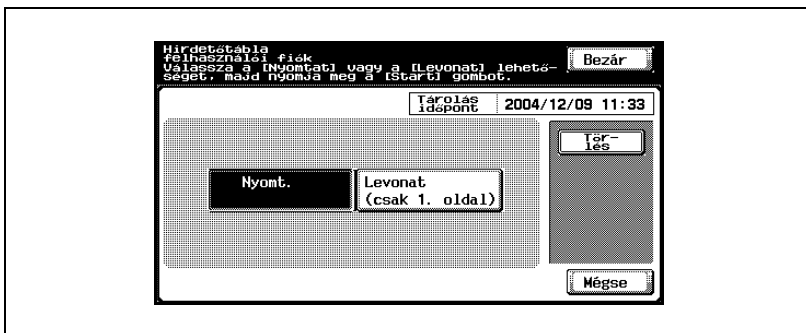 Hirdetőtábla
felhasználói fiók
Válassza a [Nyomtat] vagy a [Levonat] lehető-
séget, majd nyomja meg a [Start] gombot.
Bezár
Tárolás
időpont
2004/12/09 11:33
Tör-
lés
Nyomt.
Levonat
(csak 1. oldal)
Mégse